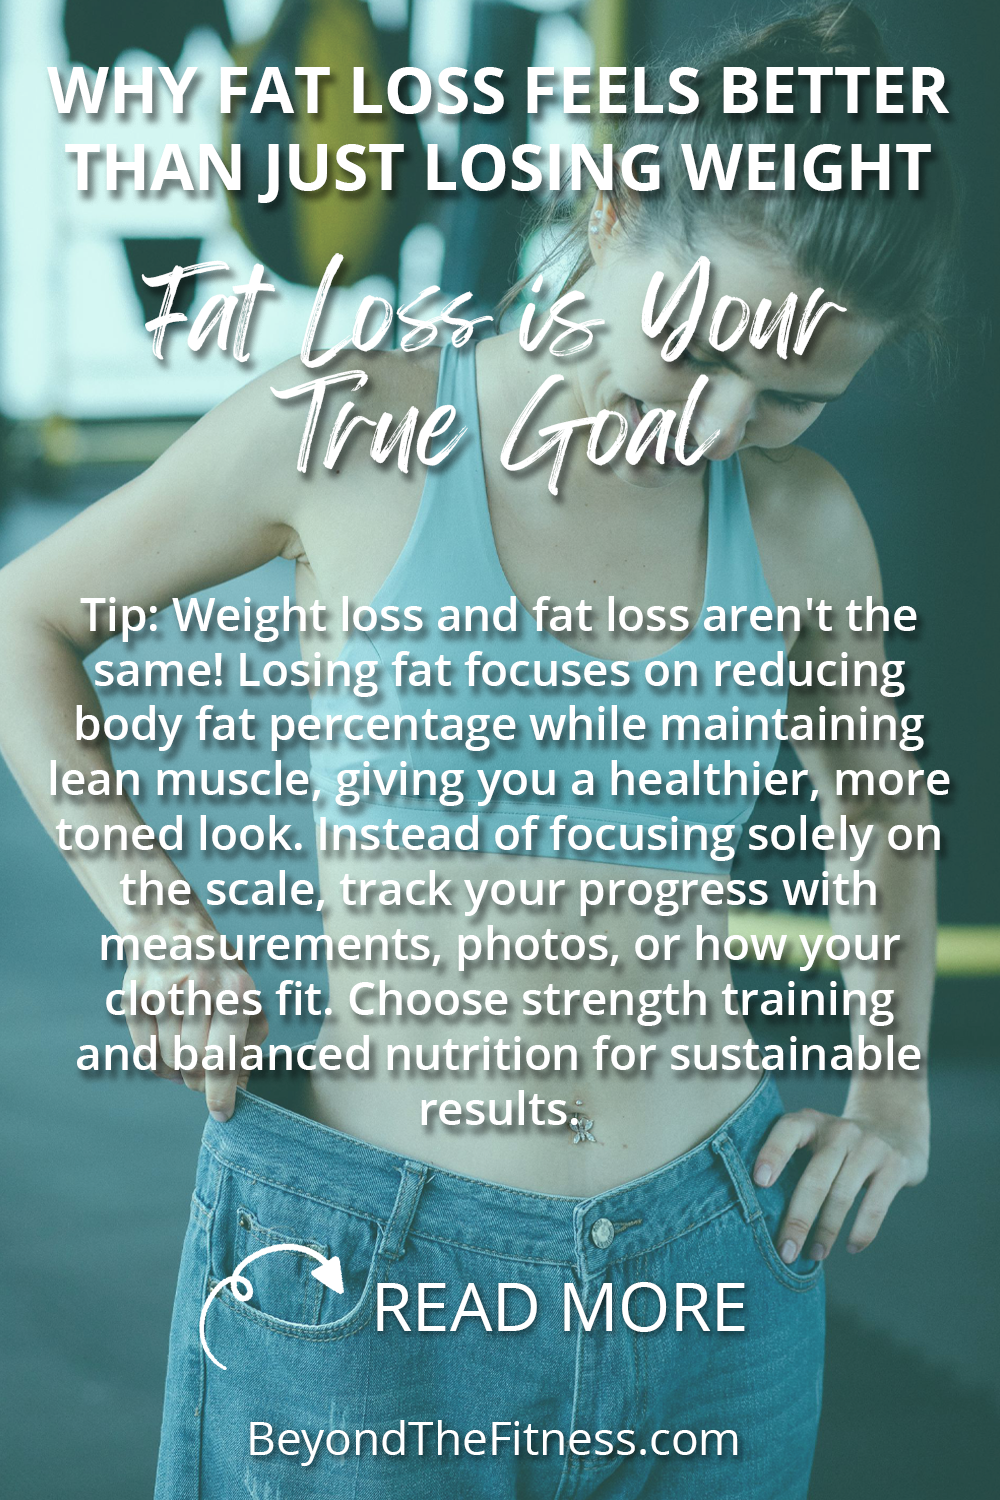 WHY FAT LOSS FEELS BETTER
THAN JUST LOSING WEIGHT
Fat Loss is Your
True Goal
Tip: Weight loss and fat loss aren't the
same! Losing fat focuses on reducing
body fat percentage while maintaining
lean muscle, giving you a healthier, more
toned look. Instead of focusing solely on
the scale, track your progress with
measurements, photos, or how your
clothes fit. Choose strength training
and balanced nutrition for sustainable
results.
READ MORE
BeyondTheFitness.com